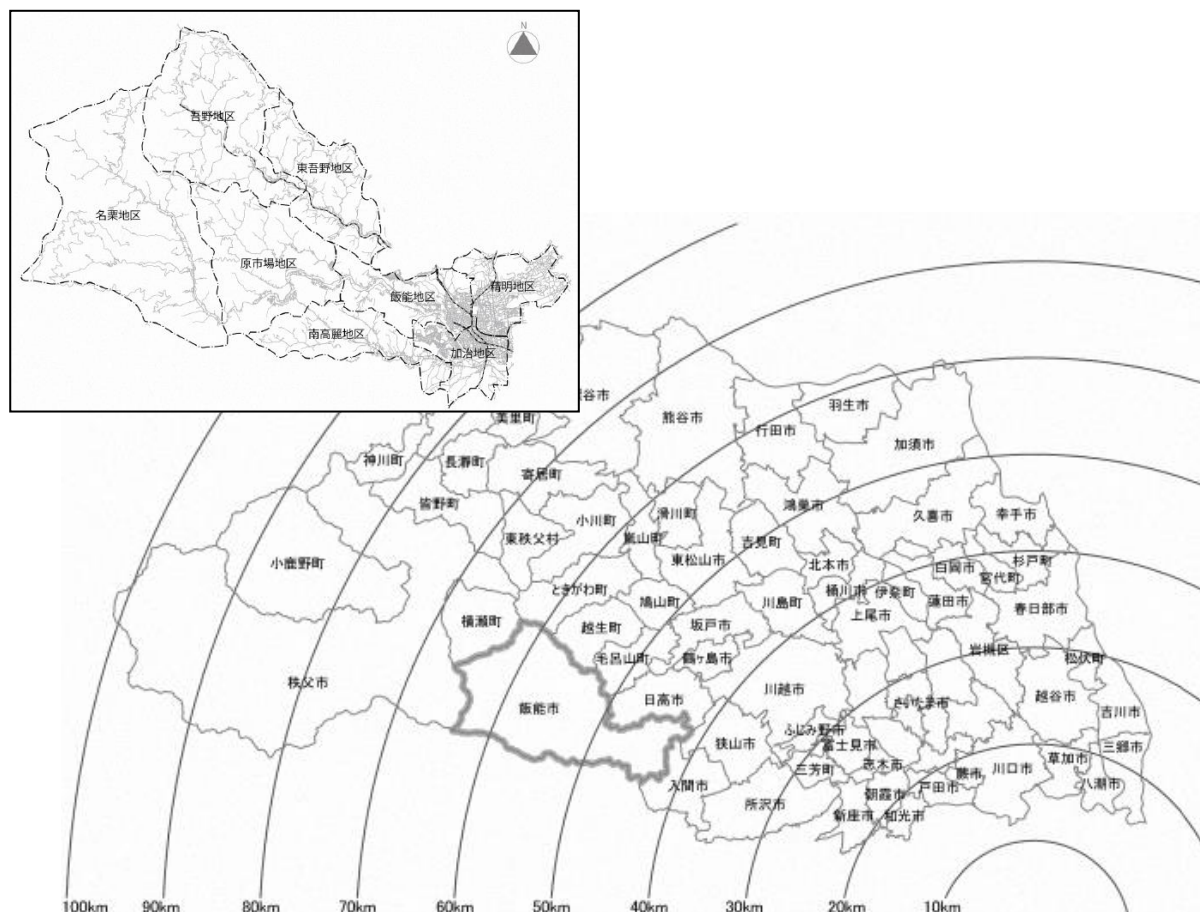 N
吾野地区
東吾野地区
名栗地区
原市場地区
飯能地区
精明地区
南高麗地区
加治地区
谷市
美里町
熊谷市
行田市
羽生市
加須市
神川町
長瀞町
寄居町
皆野町
小川町
滑川町
鴻巣市
久喜市
幸手市
東秩父村
嵐山町
吉見町
小鹿野町
東松山市
北本市
白岡市
杉戸町
宮代町
ときがわ町
鳩山町
川島町
桶川市
伊奈町
蓮田市
春日部市
上尾市
横瀬町
越生町
坂戸市
岩槻区
毛呂山町
鶴ヶ島市
松伏町
秩父市
飯能市
日高市
川越市
さいたま市
越谷市
吉川市
ふじみ野市
狭山市
富士見市
三郷市
三芳町
志木市
蕨市
川口市
草加市
入間市
戸田市
八潮市
所沢市
朝霞市
新座市
和光市
100km 90km 80km 70km 60km 50km 40km 30km 20km 10km